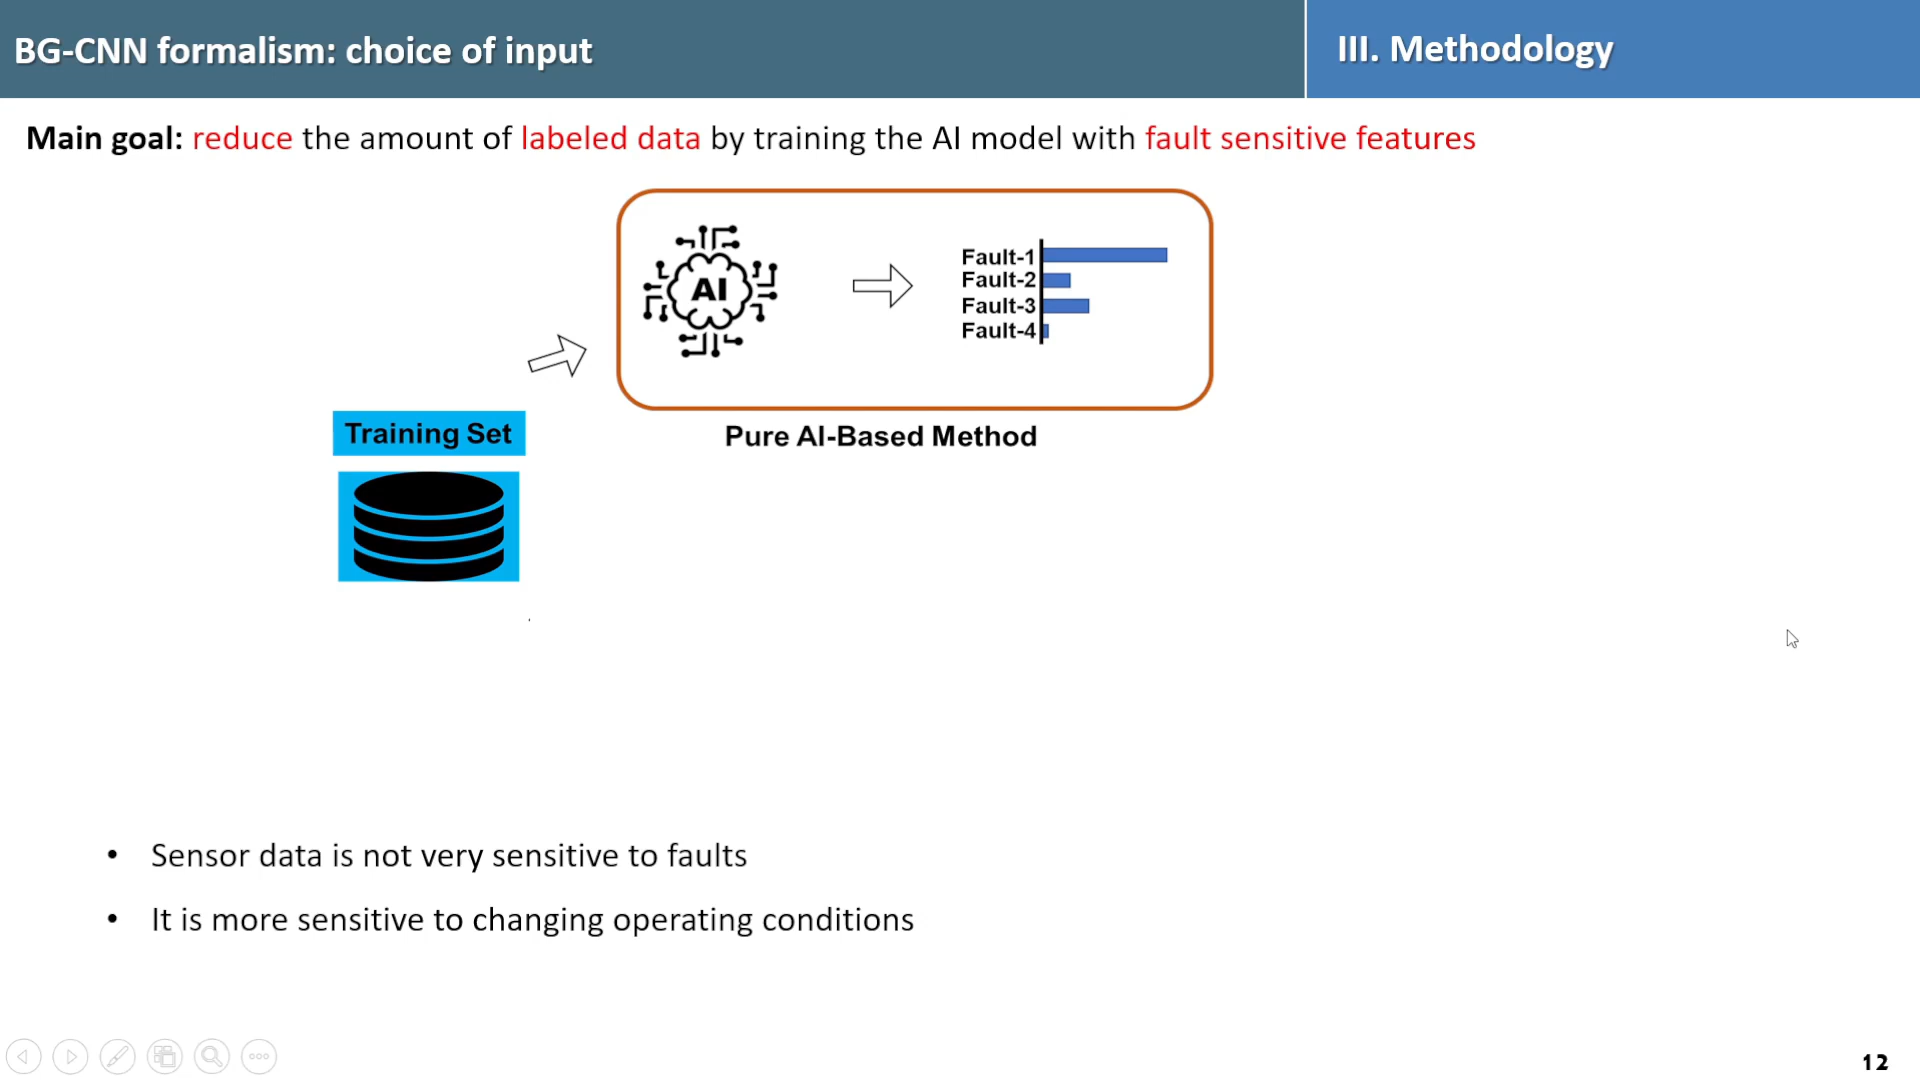 BG-CNN formalism: choice of input
III. Methodology
Main goal: reduce the amount of labeled data by training the AI model with fault sensitive features
AI
Fault-1
Fault-2
Fault-3
Fault-4
Training Set
Pure AI-Based Method
• Sensor data is not very sensitive to faults
• It is more sensitive to changing operating conditions
12